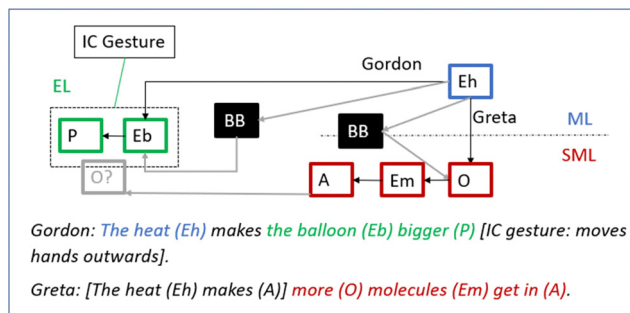 IC Gesture
Gordon
EL
Eh
BB
Greta
ML
P
Eb
BB
SML
O?
A
Em
O
Gordon: The heat (Eh) makes the balloon (Eb) bigger (P) [IC gesture: moves
hands outwards].
Greta: [The heat (Eh) makes (A)] more (O) molecules (Em) get in (A).